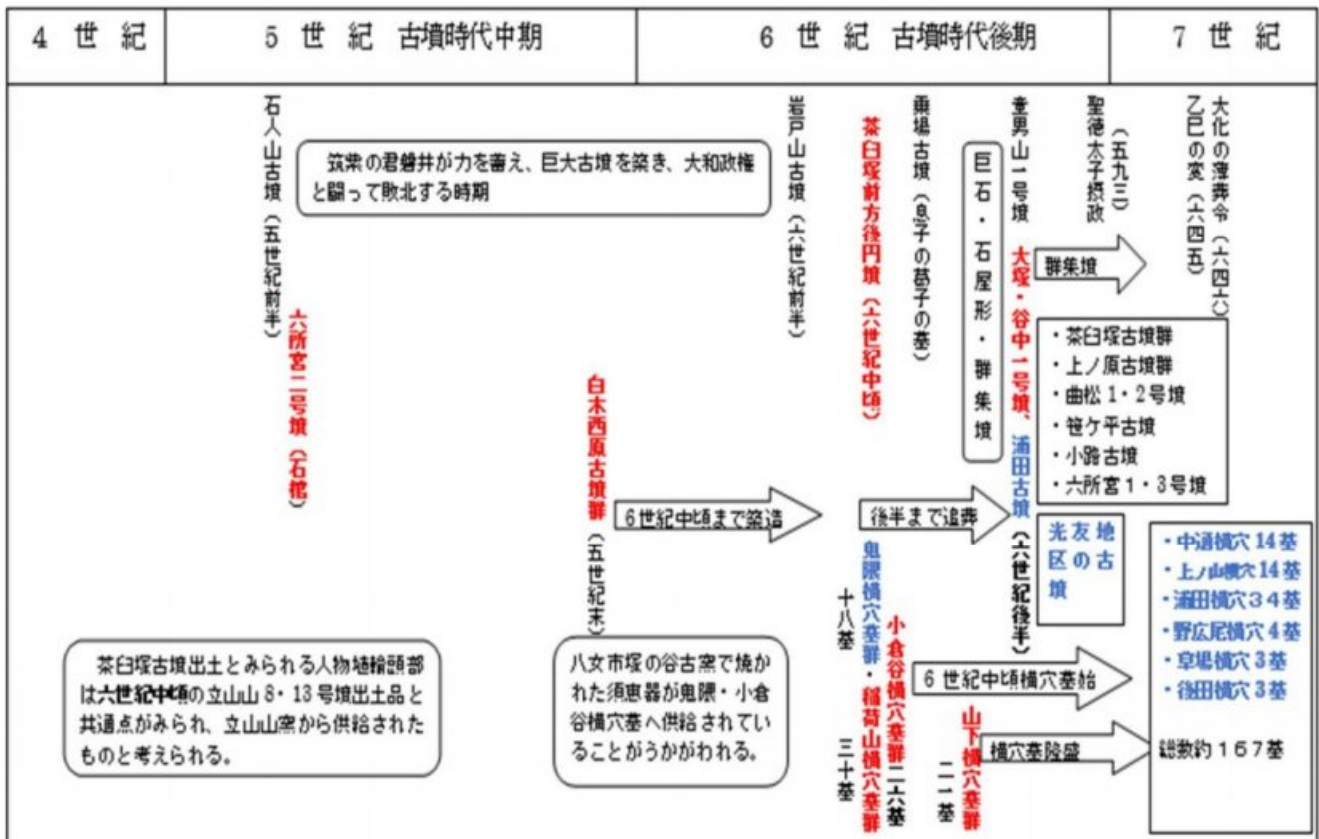 4 世 紀
5 世 紀 古墳時代中期
6 世 紀 古墳時代後期
7 世 紀
石人山古墳（五世紀前半）
六所宮二号墳（石棺）
筑紫の君磐井が力を蓄え、巨大古墳を築き、大和政権
と闘って敗北する時期
白木西原古墳群（五世紀末）
6世紀中頃まで築造
岩戸山古墳（六世紀前半）
茶臼塚前方後円墳（六世紀中頃）
乗場古墳（息子の葛子の墓）
巨石・石屋形・群集墳
童男山1号墳
大塚・谷中1号墳、浦田古墳（六世紀後半）
聖徳太子摂政
（五九三）
乙巳の変（六四五）
大化の薄葬令（六四六）
群集墳
・茶臼塚古墳群
・上ノ原古墳群
・曲松1・2号墳
・笹ケ平古墳
・小路古墳
・六所宮1・3号墳
後半まで追葬
光友地
区の古
墳
・中通横穴14基
・上ノ山横穴14基
・浦田横穴34基
・野広尾横穴4基
・草場横穴3基
・後田横穴3基
総数約167基
鬼隈横穴墓群・稲荷山横穴墓群
十八基
三十基
小倉谷横穴墓群二六基
6世紀中頃横穴墓始
山下横穴墓群
二一基
横穴墓隆盛
茶臼塚古墳出土とみられる人物埴輪頭部
は六世紀中頃の立山山8・13号墳出土品と
共通点がみられ、立山山窯から供給された
ものと考えられる。
八女市塚の谷古窯で焼か
れた須恵器が鬼隈・小倉
谷横穴墓へ供給されてい
ることがうかがわれる。